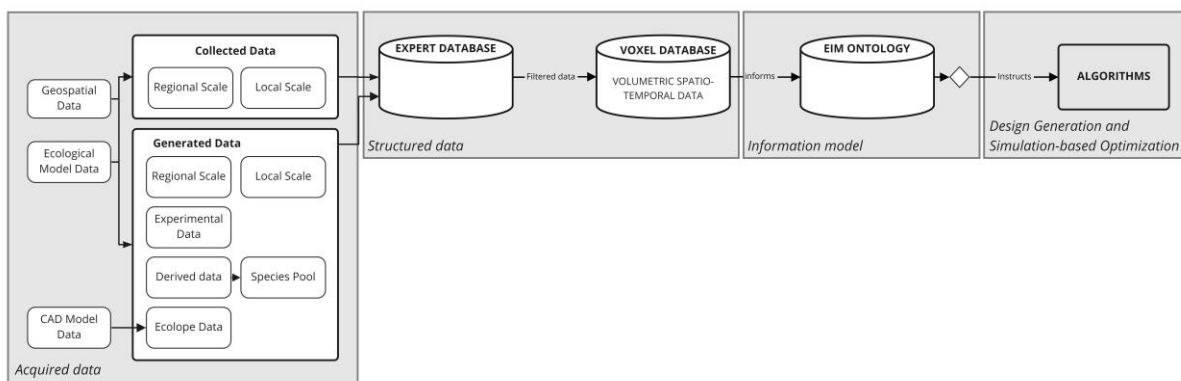 Collected Data
Regional Scale
Local Scale
Geospatial
Data
Ecological
Model Data
Generated Data
Regional Scale
Local Scale
Experimental
Data
Derived data
Species Pool
CAD Model
Data
Ecolope Data
Acquired data
EXPERT DATABASE
Filtered data
VOXEL DATABASE
VOLUMETRIC SPATIO-
TEMPORAL DATA
Structured data
informs
EIM ONTOLOGY
Information model
Instructs
ALGORITHMS
Design Generation and
Simulation-based Optimization